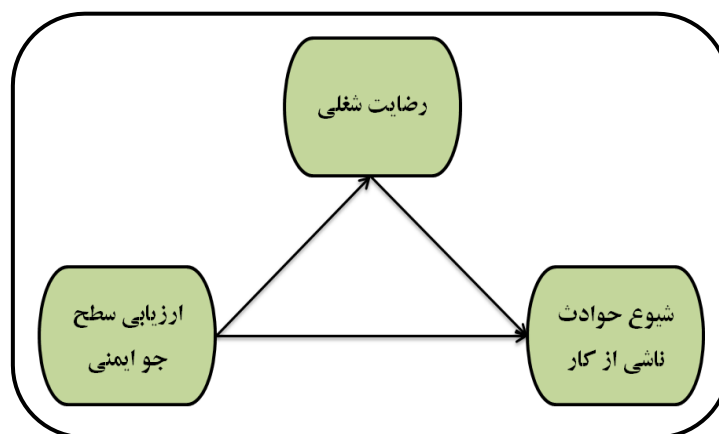 رضایت شغلی
ارزیابی سطح
جو ایمنی
شیوع حوادث
ناشی از کار